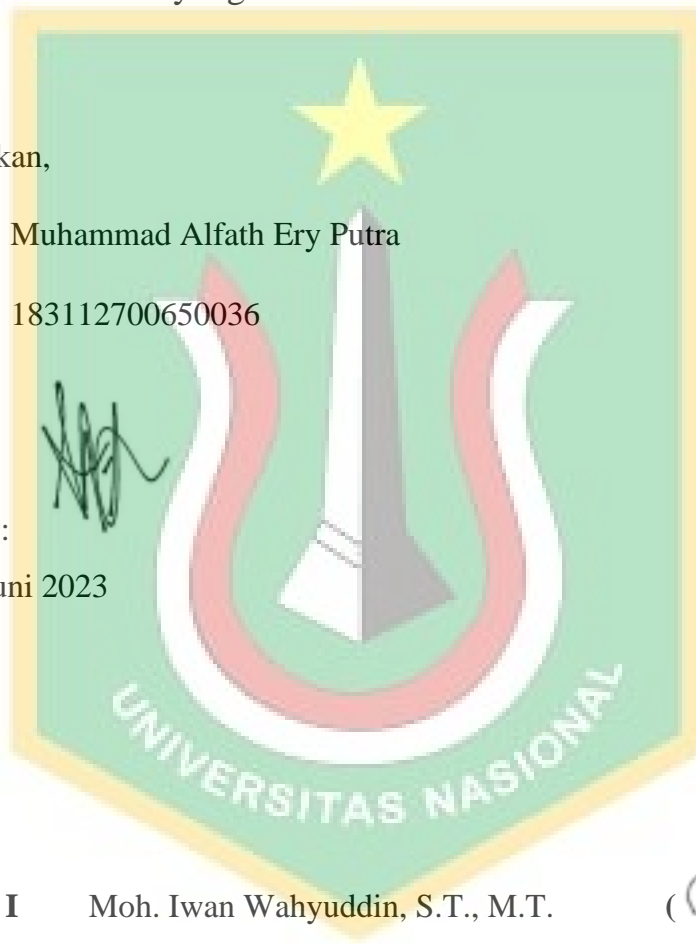 kan,
Muhammad Alfath Ery Putra
183112700650036
:
uni 2023
UNIVERSITAS NASIONAL
I Moh. Iwan Wahyuddin, S.T., M.T. (